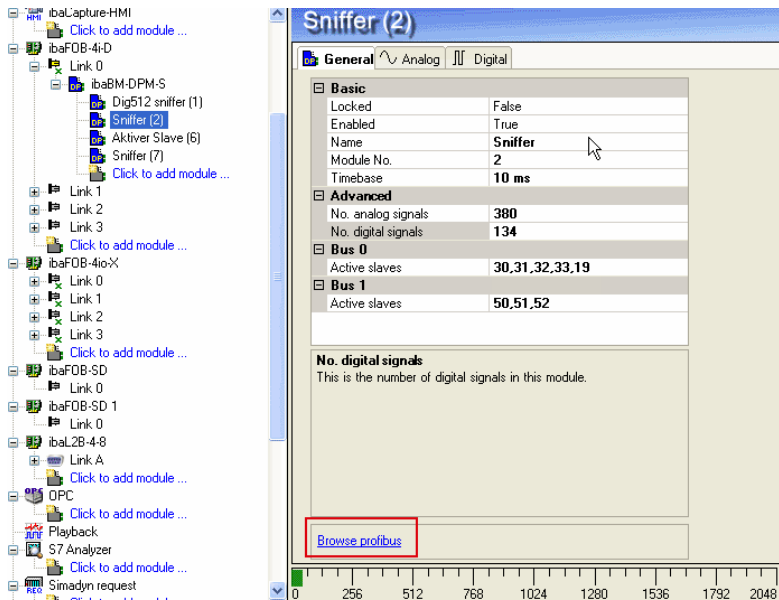 ibaCapture-HMI
Click to add module ...
ibaFOB-4i-D
Link 0
ibaBM-DPM-S
Dig512 sniffer (1)
Sniffer (2)
Aktiver Slave (6)
Sniffer (7)
Click to add module ...
Link 1
Link 2
Link 3
Click to add module ...
ibaFOB-4io-X
Link 0
Link 1
Link 2
Link 3
Click to add module ...
ibaFOB-SD
Link 0
ibaFOB-SD 1
Link 0
ibaL2B-4-8
Link A
Click to add module ...
OPC
Click to add module ...
Playback
S7 Analyzer
Click to add module ...
Simadyn request
Sniffer (2)
General Analog Digital
Basic
Locked False
Enabled True
Name Sniffer
Module No. 2
Timebase 10 ms
Advanced
No. analog signals 380
No. digital signals 134
Bus 0
Active slaves 30,31,32,33,19
Bus 1
Active slaves 50,51,52
No. digital signals
This is the number of digital signals in this module.
Browse profibus
0 256 512 768 1024 1280 1536 1792 2048